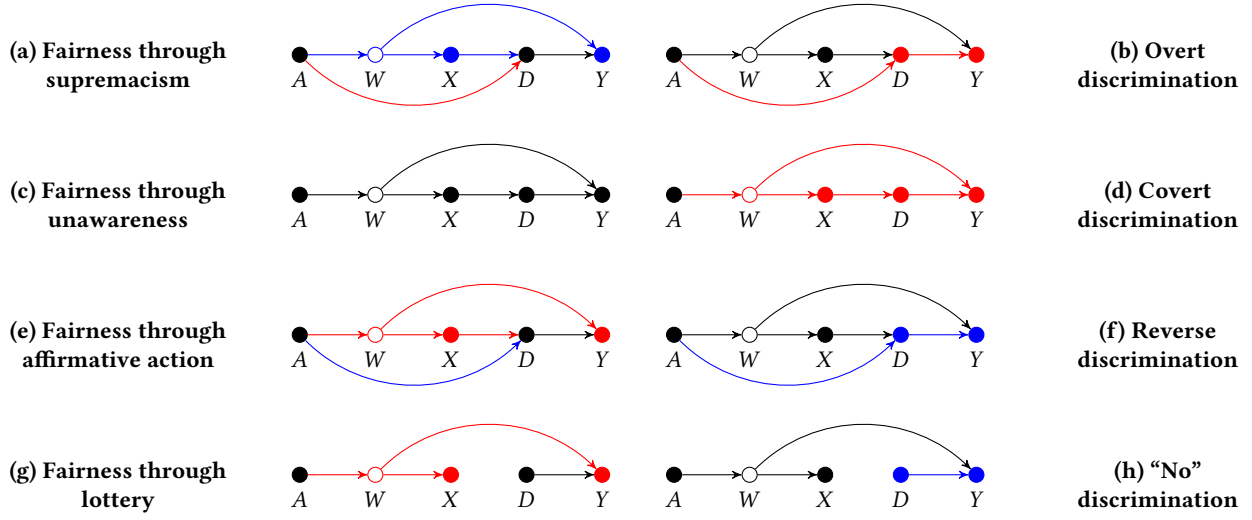 (a) Fairness through
supremacism
A W X D Y
A W X D Y
(b) Overt
discrimination
(c) Fairness through
unawareness
A W X D Y
A W X D Y
(d) Covert
discrimination
(e) Fairness through
affirmative action
A W X D Y
A W X D Y
(f) Reverse
discrimination
(g) Fairness through
lottery
A W X D Y
A W X D Y
(h) “No”
discrimination